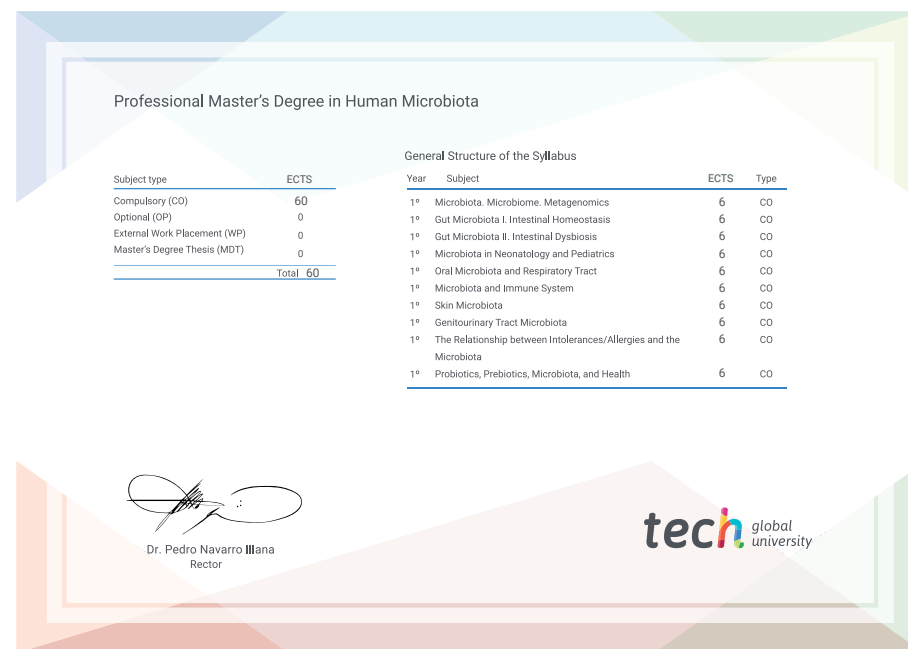 Professional Master's Degree in Human Microbiota
General Structure of the Syllabus
Subject type ECTS
Compulsory (CO) 60
Optional (OP) 0
External Work Placement (WP) 0
Master's Degree Thesis (MDT) 0
Total 60
Year Subject ECTS Type
1º Microbiota. Microbiome. Metagenomics 6 CO
1º Gut Microbiota I. Intestinal Homeostasis 6 CO
1º Gut Microbiota II. Intestinal Dysbiosis 6 CO
1º Microbiota in Neonatology and Pediatrics 6 CO
1º Oral Microbiota and Respiratory Tract 6 CO
1º Microbiota and Immune System 6 CO
1º Skin Microbiota 6 CO
1º Genitourinary Tract Microbiota 6 CO
1º The Relationship between Intolerances/Allergies and the 6 CO
Microbiota
1º Probiotics, Prebiotics, Microbiota, and Health 6 CO
Dr. Pedro Navarro Illana
Rector
tech global
university